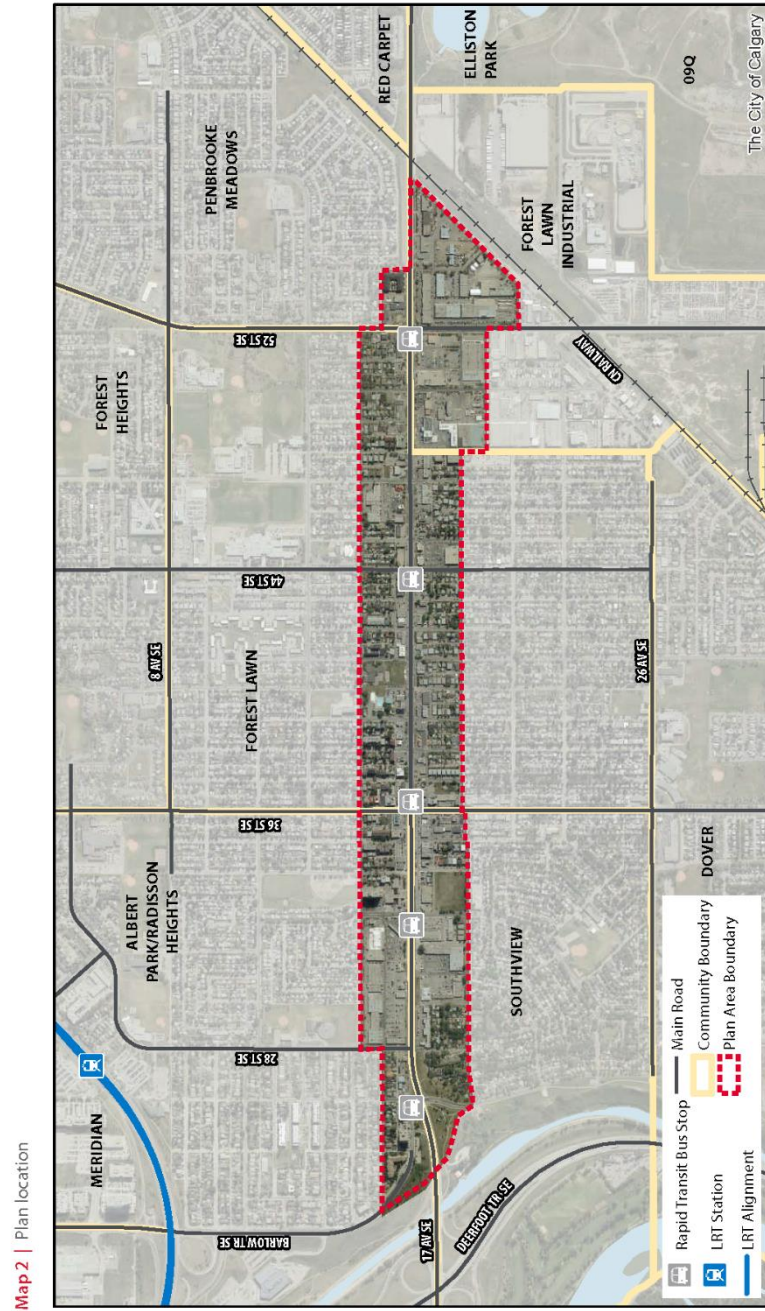 Map 2 | Plan location
MERIDIAN
ALBERT
PARK/RADISSON
HEIGHTS
FOREST
HEIGHTS
PENBROOKE
MEADOWS
RED CARPET
ELLISTON
PARK
8 AV SE
52 ST SE
44 ST SE
FOREST LAWN
36 ST SE
28 ST SE
BARLOW TR SE
17 AV SE
DEERFOOT TR SE
SOUTHVIEW
CN RAILWAY
FOREST
LAWN
INDUSTRIAL
09Q
26 AV SE
DOVER
Rapid Transit Bus Stop
LRT Station
LRT Alignment
Main Road
Community Boundary
Plan Area Boundary
The City of Calgary